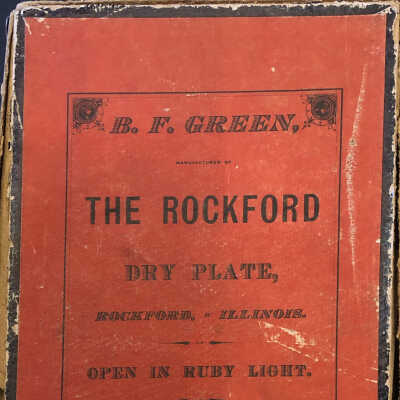 B. F. GREEN,
MANUFACTURER OF
THE ROCKFORD
DRY PLATE,
ROCKFORD, - ILLINOIS.
OPEN IN RUBY LIGHT.